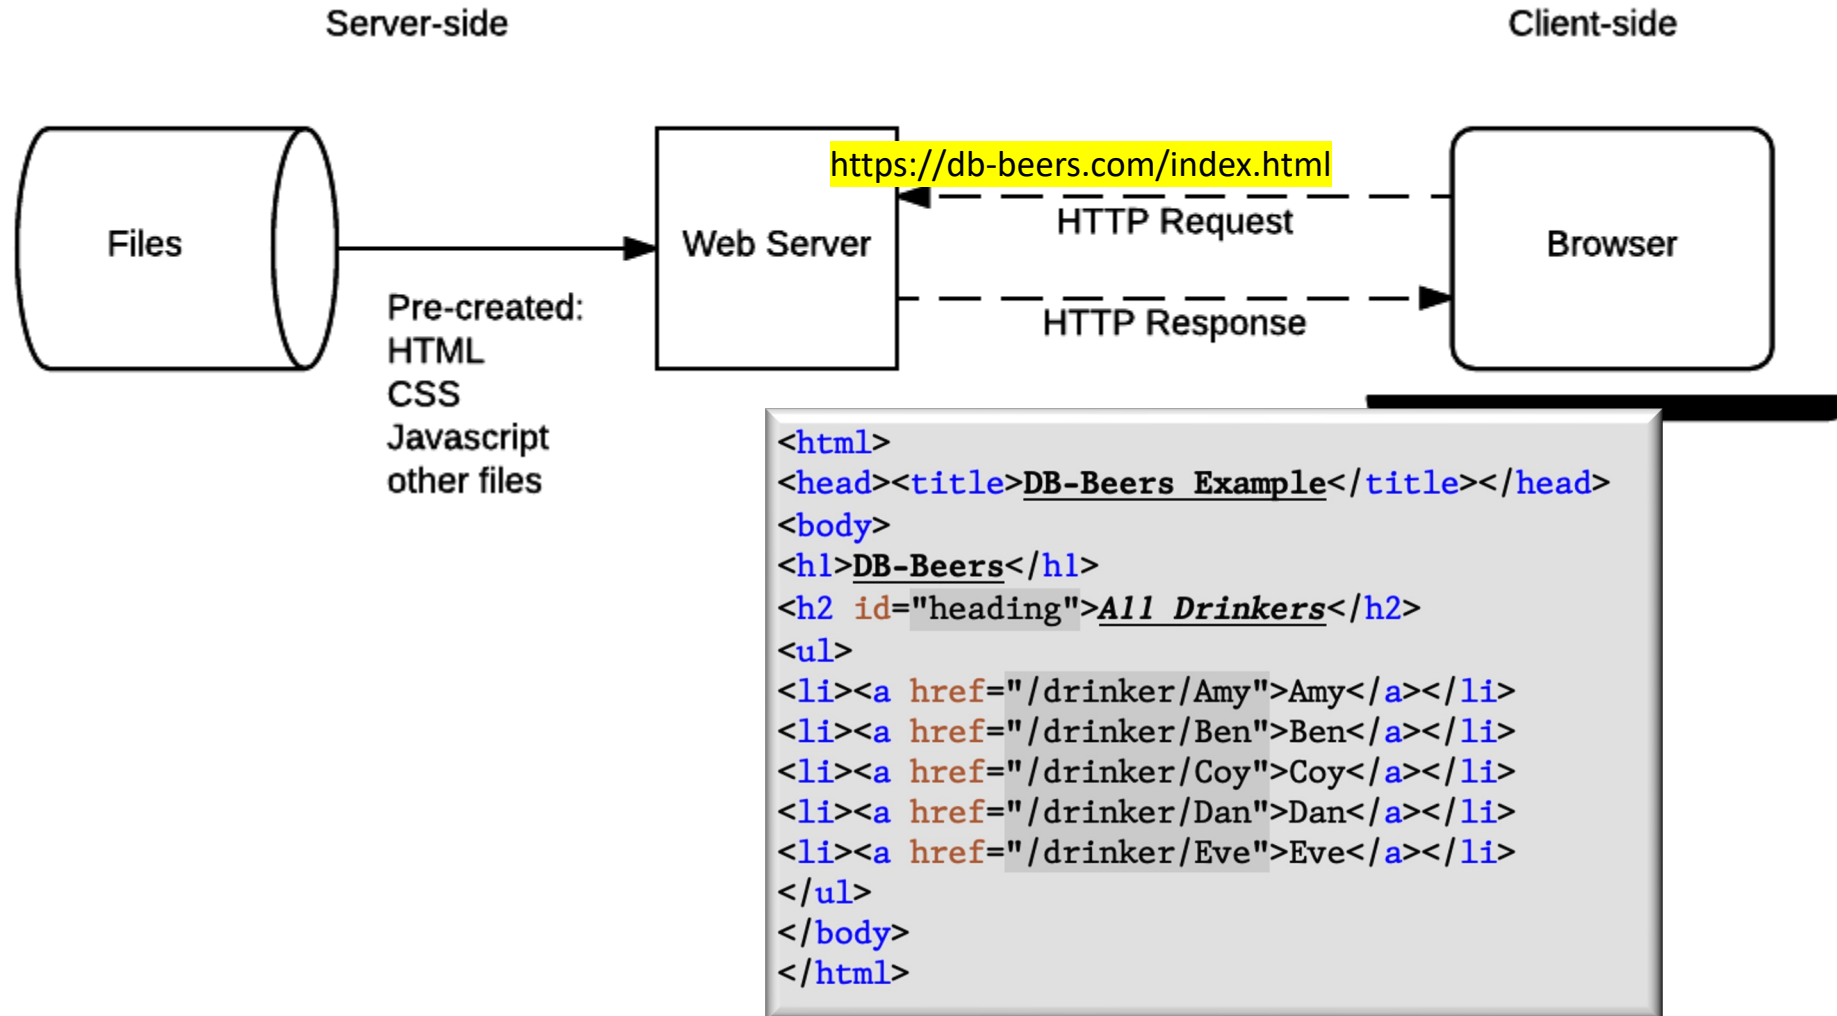 Server-side
Client-side
Files
Pre-created:
HTML
CSS
Javascript
other files
Web Server
https://db-beers.com/index.html
HTTP Request
HTTP Response
Browser
<html>
<head><title>DB-Beers Example</title></head>
<body>
<h1>DB-Beers</h1>
<h2 id="heading">All Drinkers</h2>
<ul>
<li><a href="/drinker/Amy">Amy</a></li>
<li><a href="/drinker/Ben">Ben</a></li>
<li><a href="/drinker/Coy">Coy</a></li>
<li><a href="/drinker/Dan">Dan</a></li>
<li><a href="/drinker/Eve">Eve</a></li>
</ul>
</body>
</html>